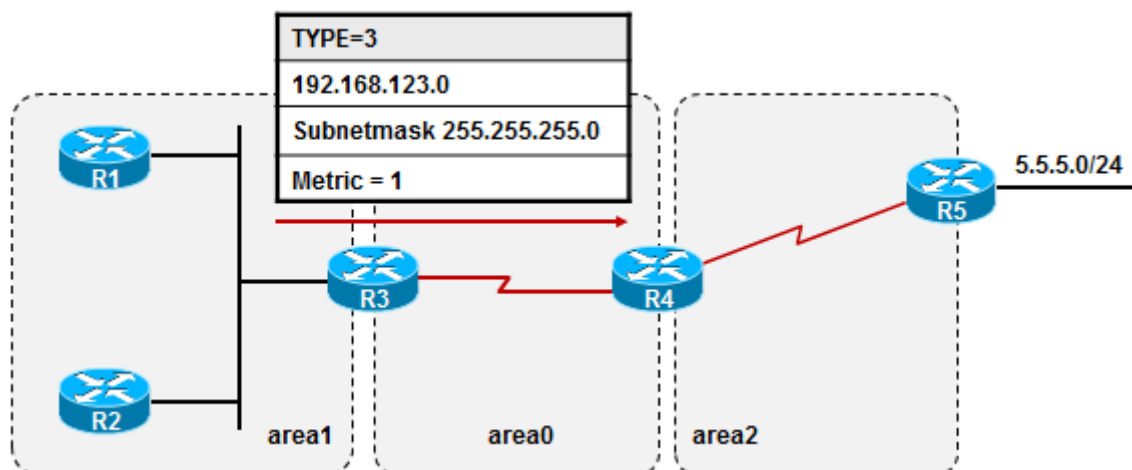 TYPE=3
192.168.123.0
Subnetmask 255.255.255.0
Metric = 1
R1
5.5.5.0/24
R5
R3
R4
R2
area1
area0
area2